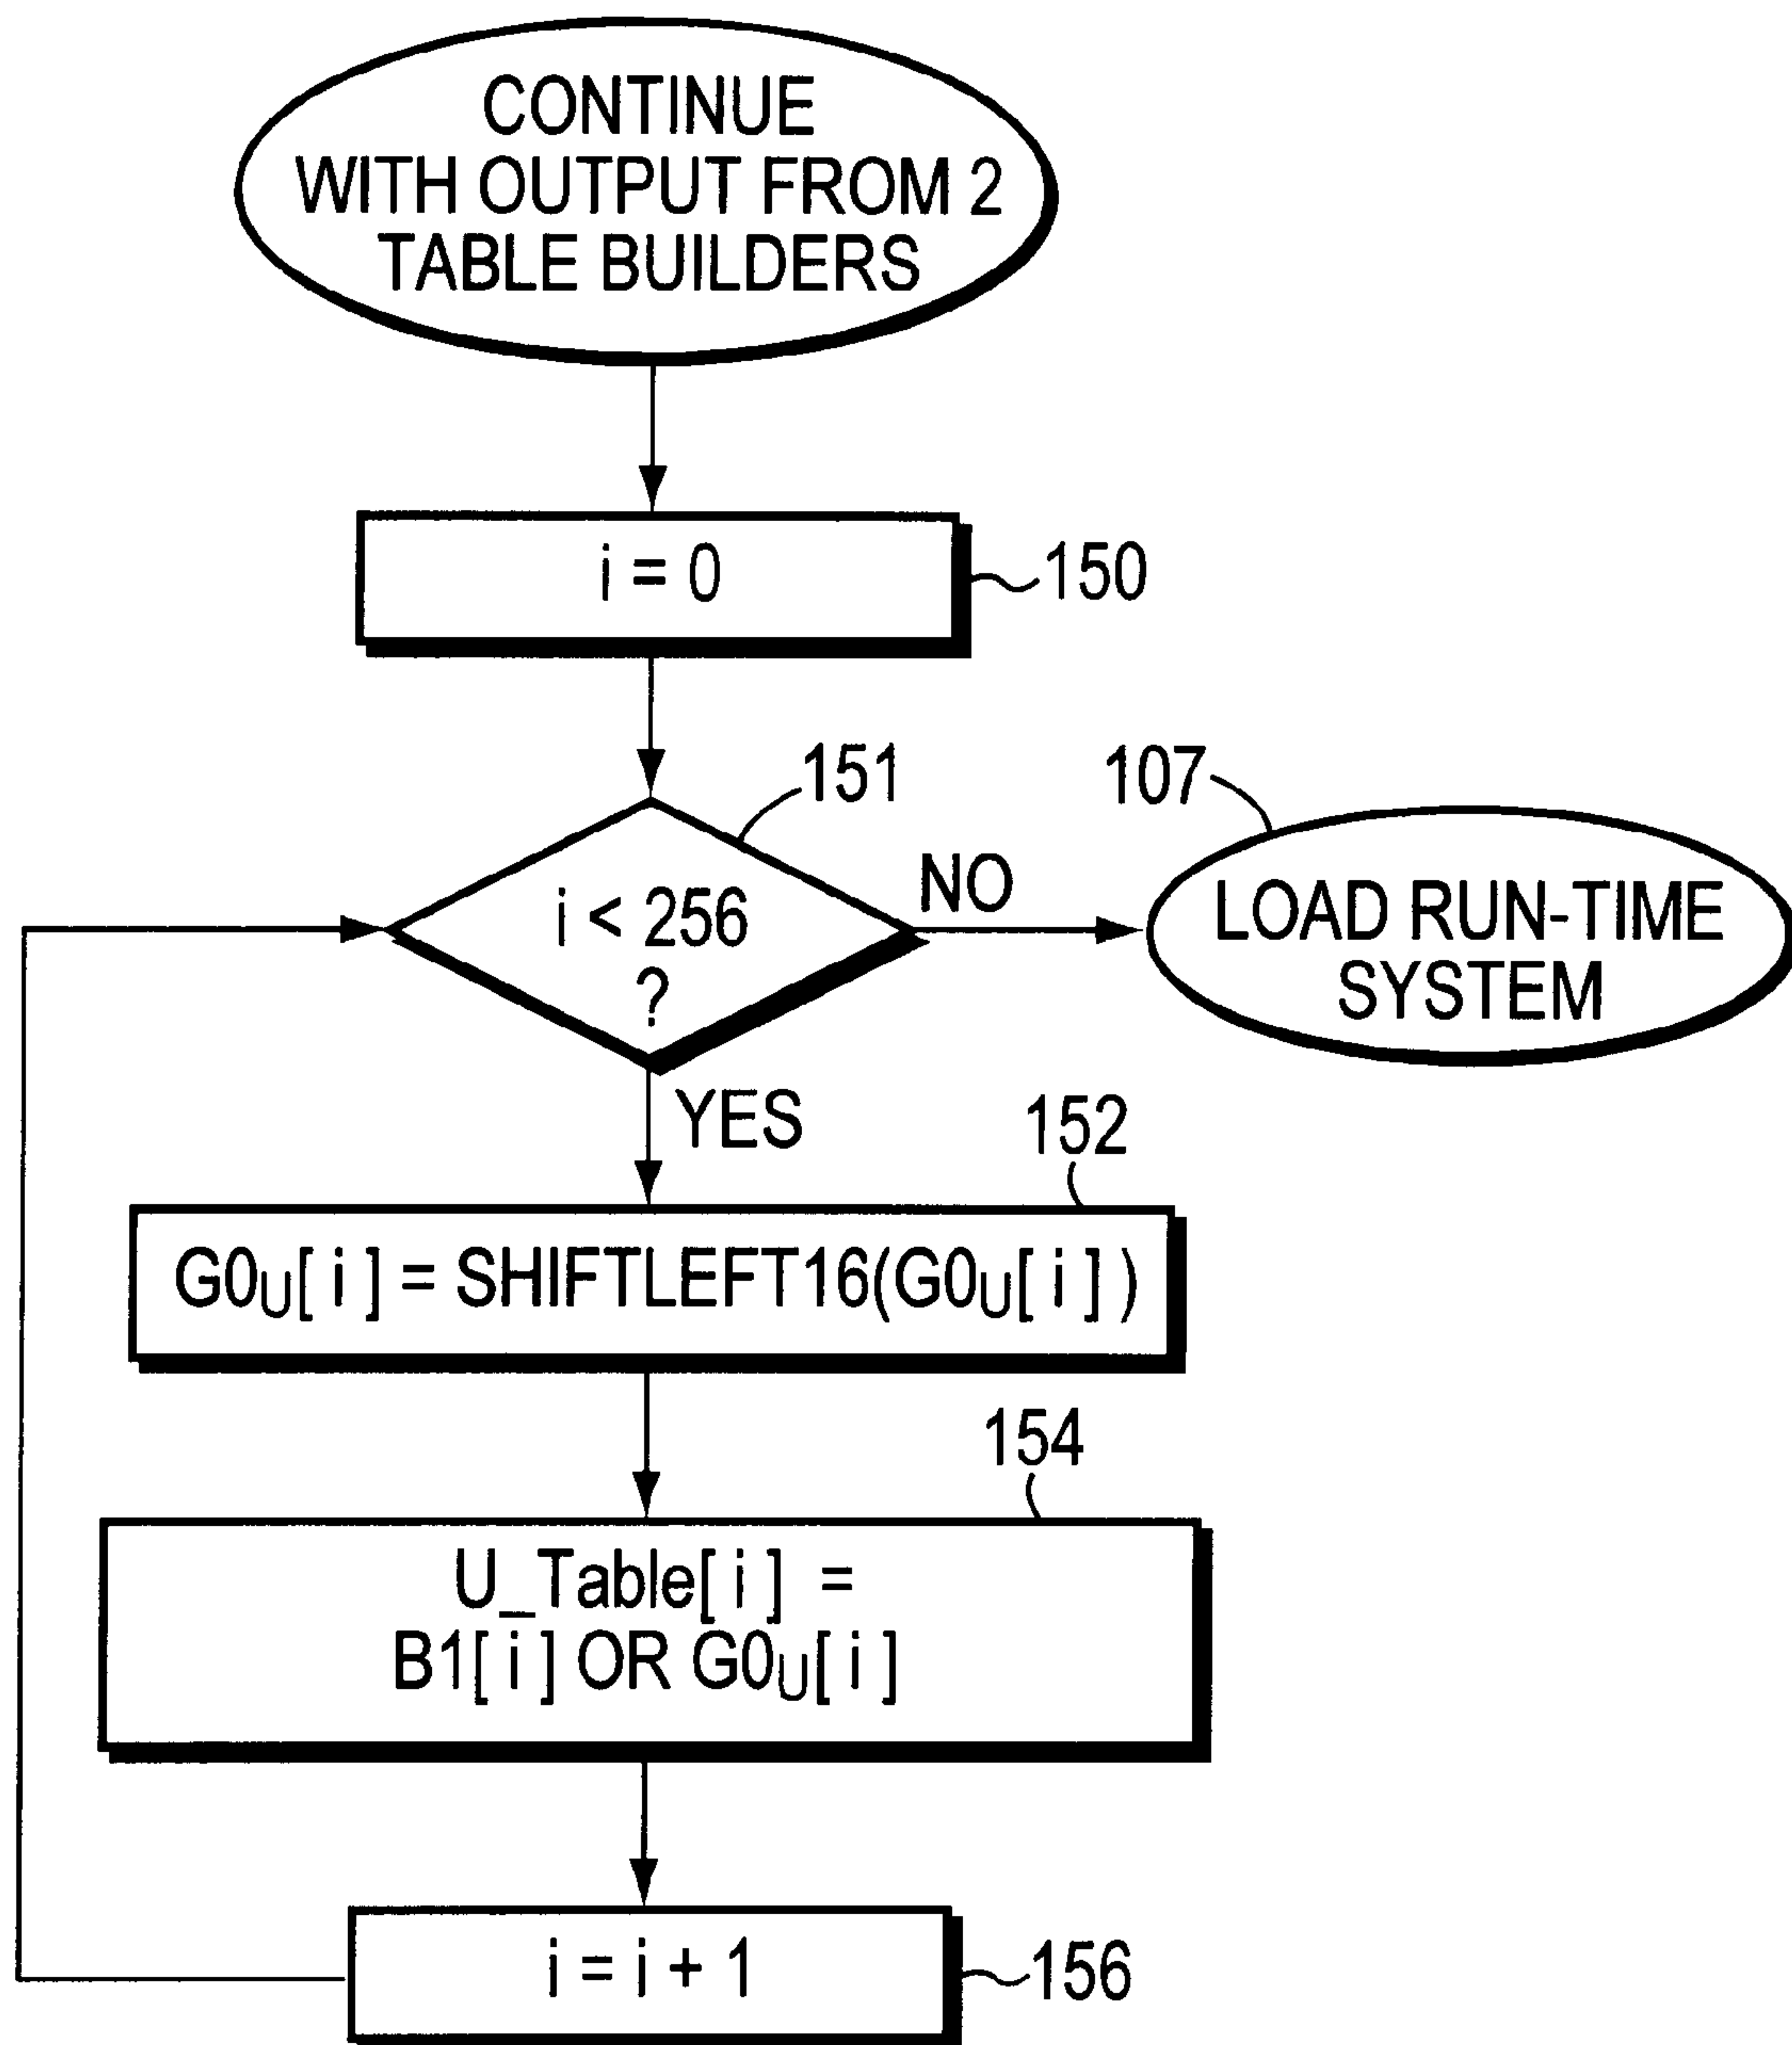 CONTINUE
WITH OUTPUT FROM 2
TABLE BUILDERS
i = 0
150
151
107
i < 256
?
NO
LOAD RUN-TIME
SYSTEM
YES
152
G0U[ i ] = SHIFTLEFT16(G0U[ i ] )
154
U_Table[ i ] =
B1[ i ] OR G0U[ i ]
i = i + 1
156